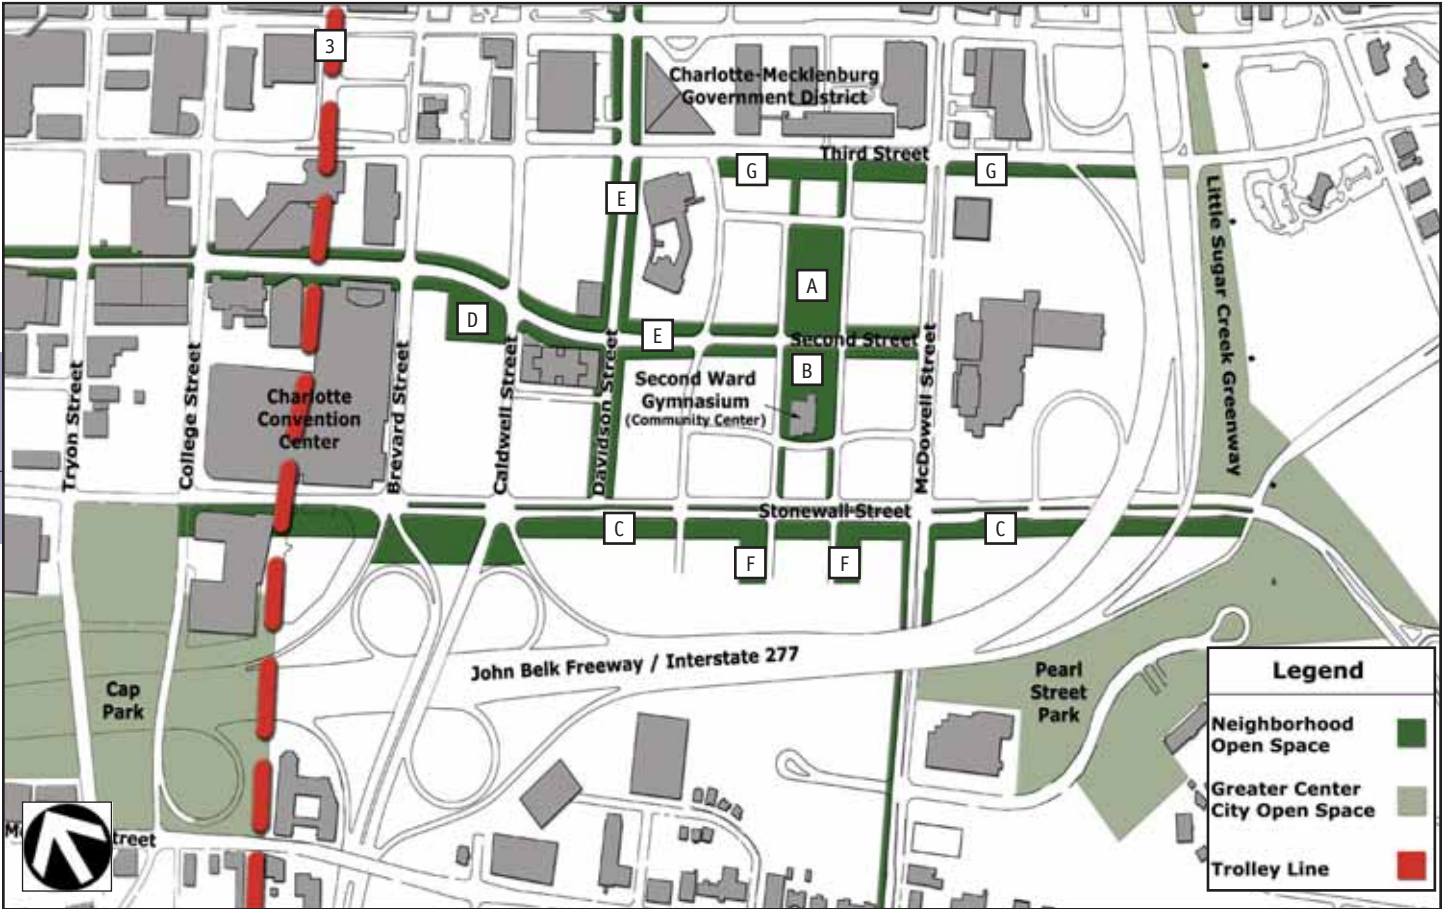 3
Charlotte-Mecklenburg
Government District
Third Street
G
G
E
A
D
E
Second Street
B
Second Ward
Gymnasium
(Community Center)
Charlotte
Convention
Center
Tryon Street
College Street
Brevard Street
Caldwell Street
Davidson Street
McDowell Street
Little Sugar Creek Greenway
Stonewall Street
C
C
F
F
John Belk Freeway / Interstate 277
Cap
Park
Pearl
Street
Park
Legend
Neighborhood
Open Space
Greater Center
City Open Space
Trolley Line